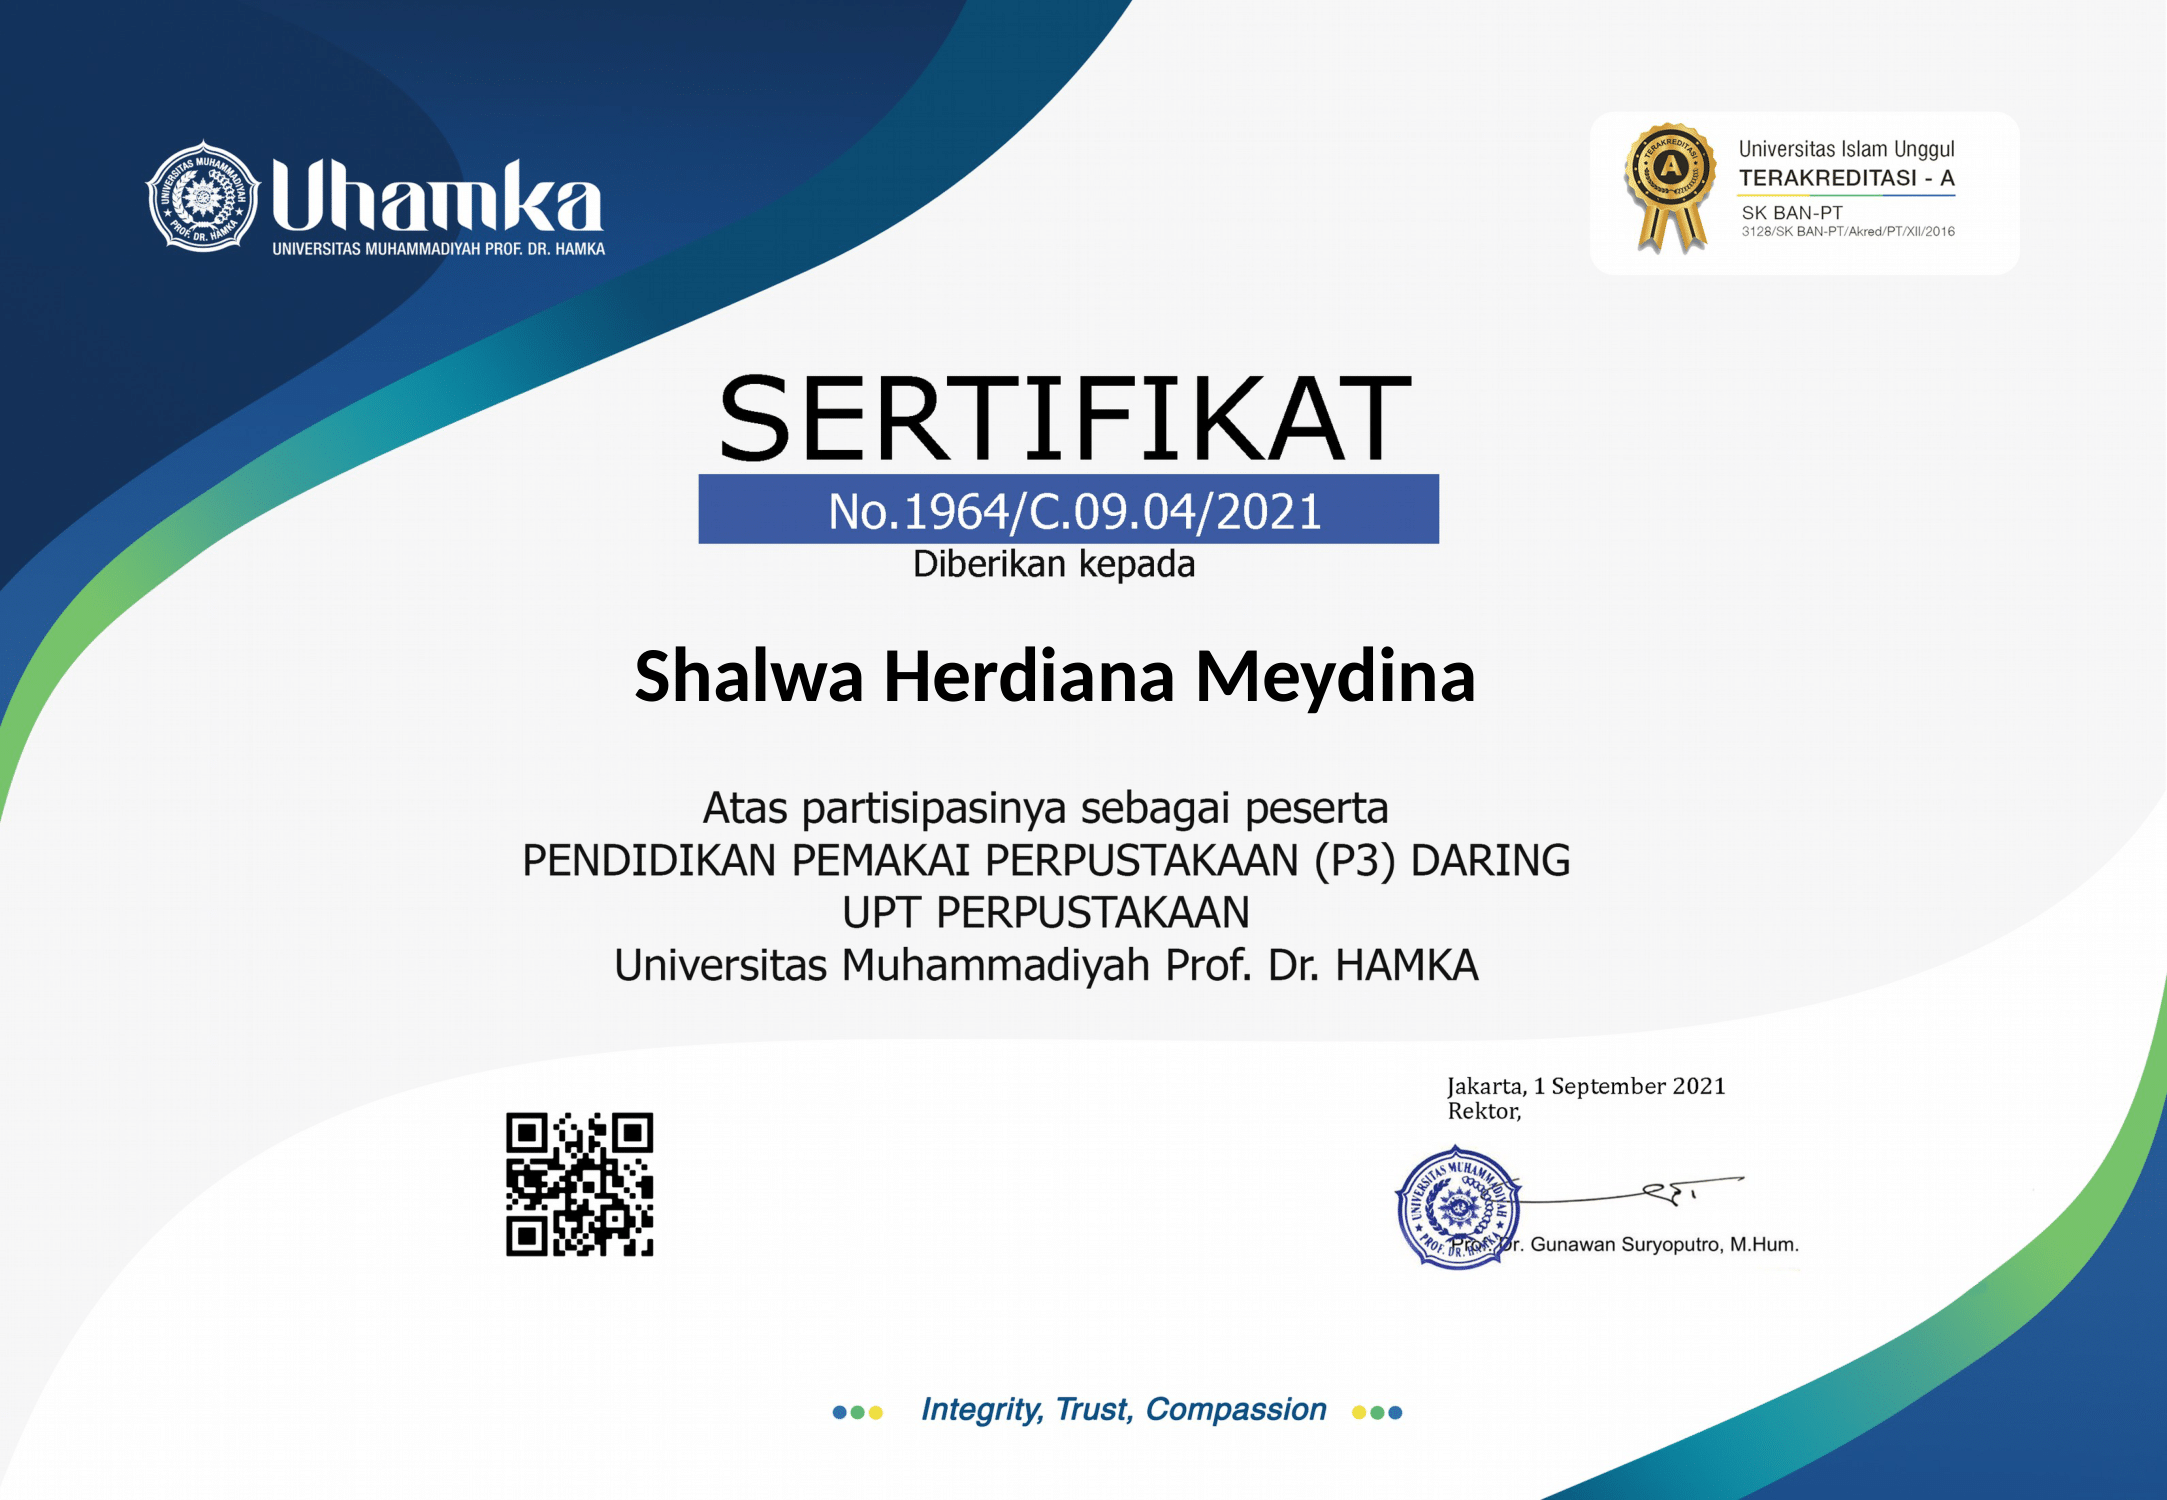 UNIVERSITAS MUHAMMADIYAH
PROF. DR. HAMKA
Uhamka
UNIVERSITAS MUHAMMADIYAH PROF. DR. HAMKA
TERAKREDITASI
A
Universitas Islam Unggul
TERAKREDITASI - A
SK BAN-PT
3128/SK BAN-PT/Akred/PT/XII/2016
SERTIFIKAT
No.1964/C.09.04/2021
Diberikan kepada
Shalwa Herdiana Meydina
Atas partisipasinya sebagai peserta
PENDIDIKAN PEMAKAI PERPUSTAKAAN (P3) DARING
UPT PERPUSTAKAAN
Universitas Muhammadiyah Prof. Dr. HAMKA
Jakarta, 1 September 2021
Rektor,
UNIVERSITAS MUHAMMADIYAH
PROF. DR. HAMKA
Prof. Dr. Gunawan Suryoputro, M.Hum.
Integrity, Trust, Compassion